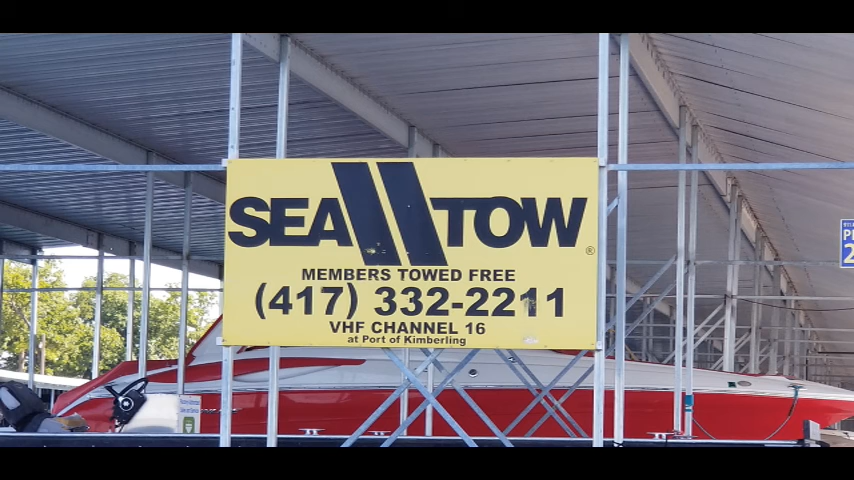 SEA TOW
®
MEMBERS TOWED FREE
(417) 332-2211
VHF CHANNEL 16
at Port of Kimberling